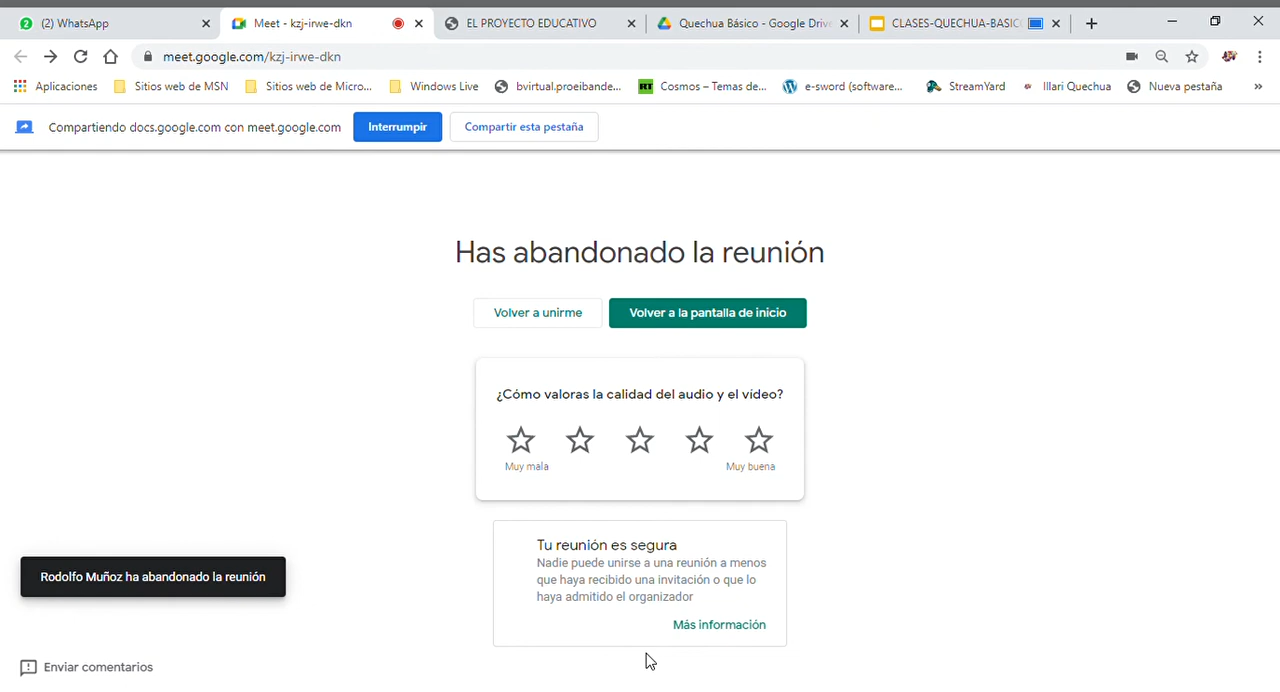 (2) WhatsApp
Meet - kzj-irwe-dkn
EL PROYECTO EDUCATIVO
Quechua Básico - Google Drive
CLASES-QUECHUA-BASIC
meet.google.com/kzj-irwe-dkn
Aplicaciones
Sitios web de MSN
Sitios web de Micro...
Windows Live
bvirtual.proeibande...
RT
Cosmos – Temas de...
e-sword (software...
StreamYard
Illari Quechua
Nueva pestaña
»
Compartiendo docs.google.com con meet.google.com
Interrumpir
Compartir esta pestaña
Has abandonado la reunión
Volver a unirme
Volver a la pantalla de inicio
¿Cómo valoras la calidad del audio y el vídeo?
Muy mala
Muy buena
Tu reunión es segura
Nadie puede unirse a una reunión a menos
que haya recibido una invitación o que lo
haya admitido el organizador
Más información
Rodolfo Muñoz ha abandonado la reunión
Enviar comentarios